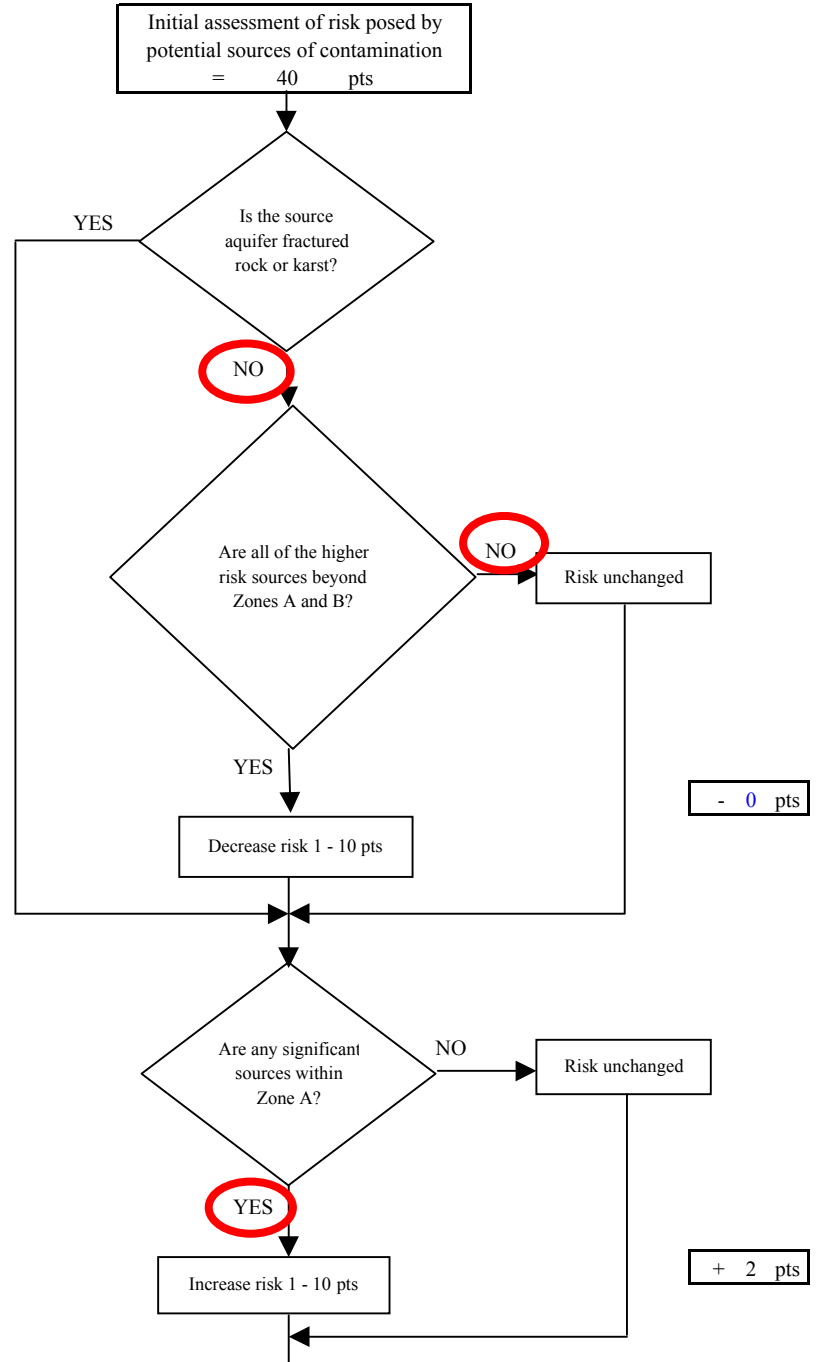 Initial assessment of risk posed by
potential sources of contamination
= 40 pts
YES
Is the source
aquifer fractured
rock or karst?
NO
Are all of the higher
risk sources beyond
Zones A and B?
NO
Risk unchanged
YES
- 0 pts
Decrease risk 1 - 10 pts
Are any significant
sources within
Zone A?
NO
Risk unchanged
YES
+ 2 pts
Increase risk 1 - 10 pts